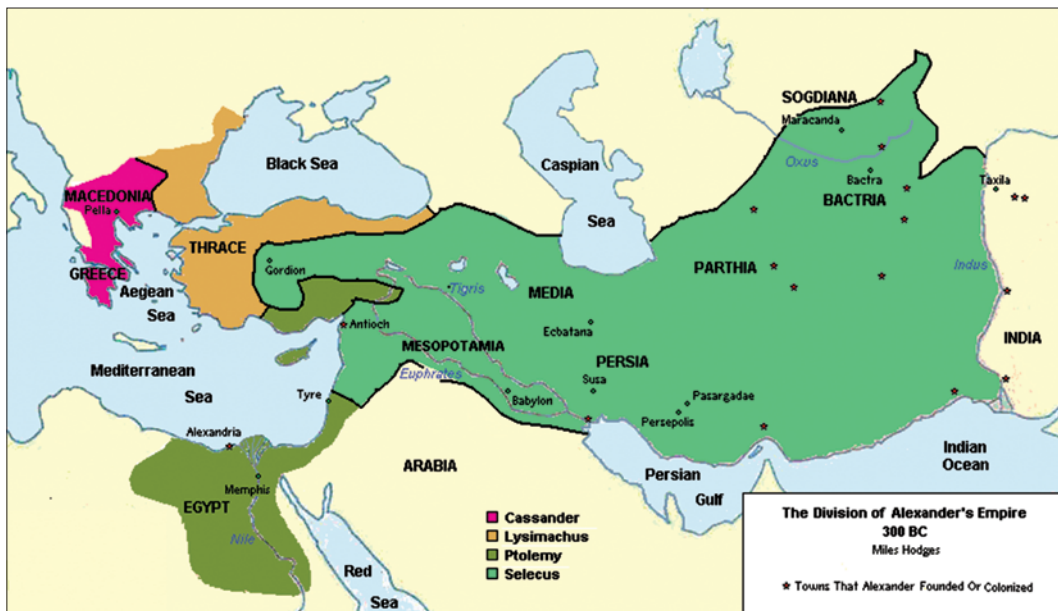 SOGDIANA
Maracanda
Oxus
Black Sea
Caspian
Sea
Bactra
BACTRIA
Taxila
MACEDONIA
Pella
THRACE
GREECE
Aegean
Sea
Gordion
Tigris
MEDIA
PARTHIA
Indus
Antioch
Ecbatana
MESOPOTAMIA
PERSIA
INDIA
Mediterranean
Sea
Euphrates
Susa
Babylon
Tyre
Pasargadae
Persepolis
Alexandria
Memphis
EGYPT
Nile
ARABIA
Persian
Gulf
Indian
Ocean
Red
Sea
Cassander
Lysimachus
Ptolemy
Selecus
The Division of Alexander's Empire
300 BC
Miles Hodges
Towns That Alexander Founded Or Colonized